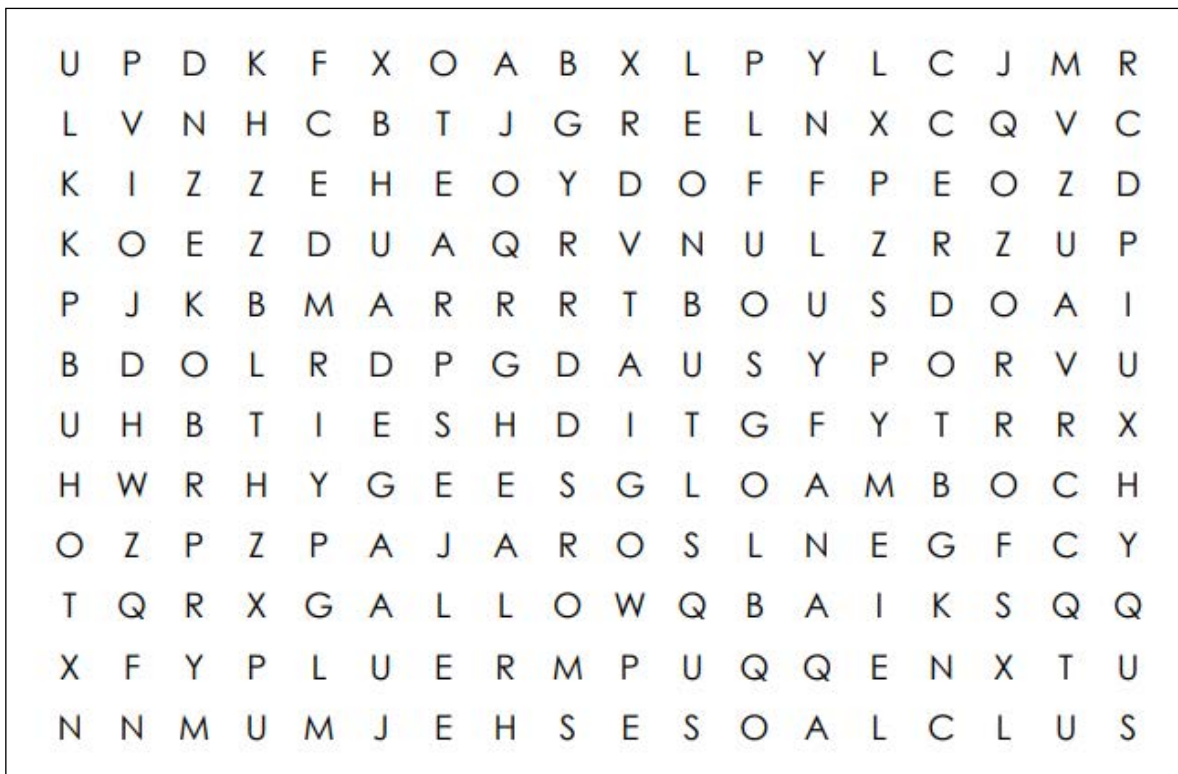 U P D K F X O A B X L P Y L C J M R
L V N H C B T J G R E L N X C Q V C
K I Z Z E H E O Y D O F F P E O Z D
K O E Z D U A Q R V N U L Z R Z U P
P J K B M A R R R T B O U S D O A I
B D O L R D P G D A U S Y P O R V U
U H B T I E S H D I T G F Y T R R X
H W R H Y G E E S G L O A M B O C H
O Z P Z P A J A R O S L N E G F C Y
T Q R X G A L L O W Q B A I K S Q Q
X F Y P L U E R M P U Q Q E N X T U
N N M U M J E H S E S O A L C L U S